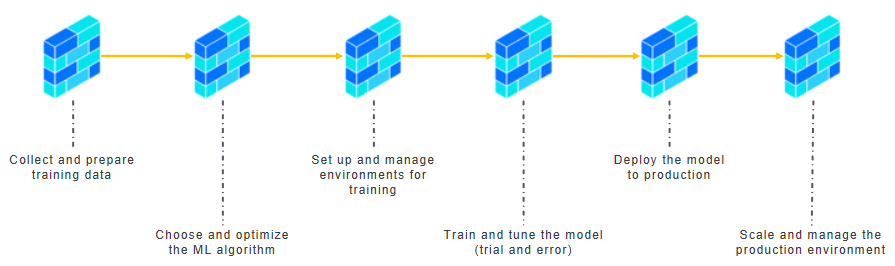 Collect and prepare
training data
Choose and optimize
the ML algorithm
Set up and manage
environments for
training
Train and tune the model
(trial and error)
Deploy the model
to production
Scale and manage the
production environment